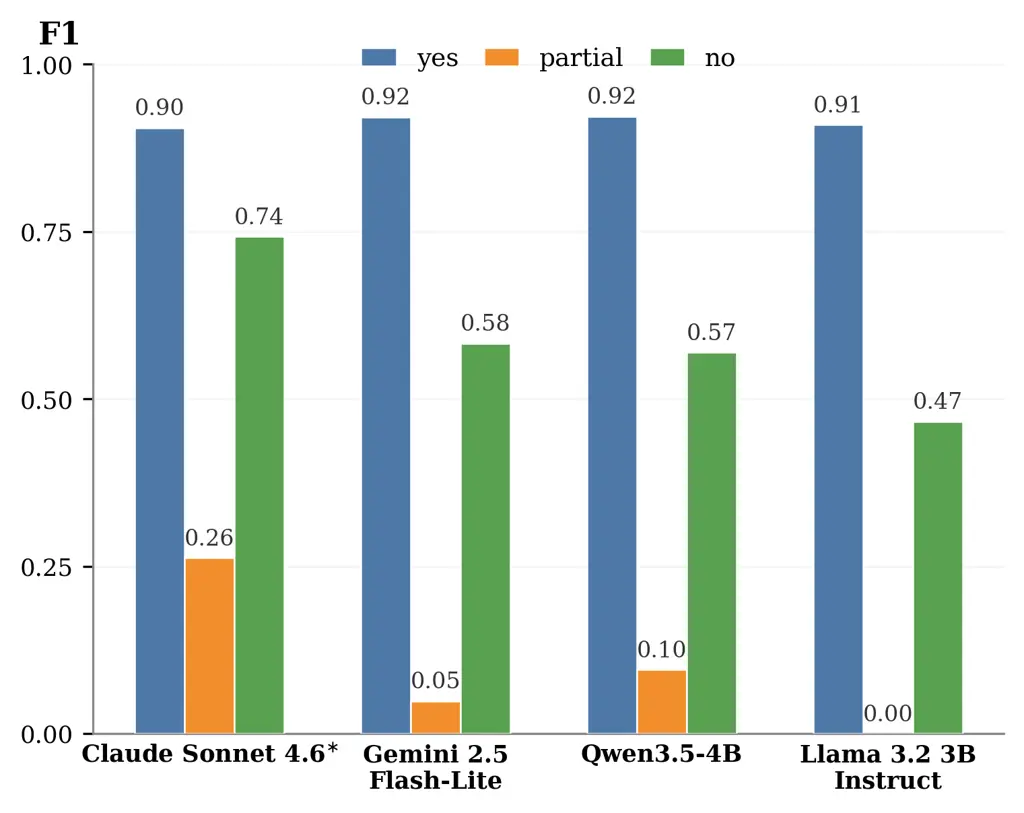 F1
yes partial no
1.00
0.75
0.50
0.25
0.00
0.90
0.26
0.74
0.92
0.05
0.58
0.92
0.10
0.57
0.91
0.00
0.47
Claude Sonnet 4.6*
Gemini 2.5
Flash-Lite
Qwen3.5-4B
Llama 3.2 3B
Instruct